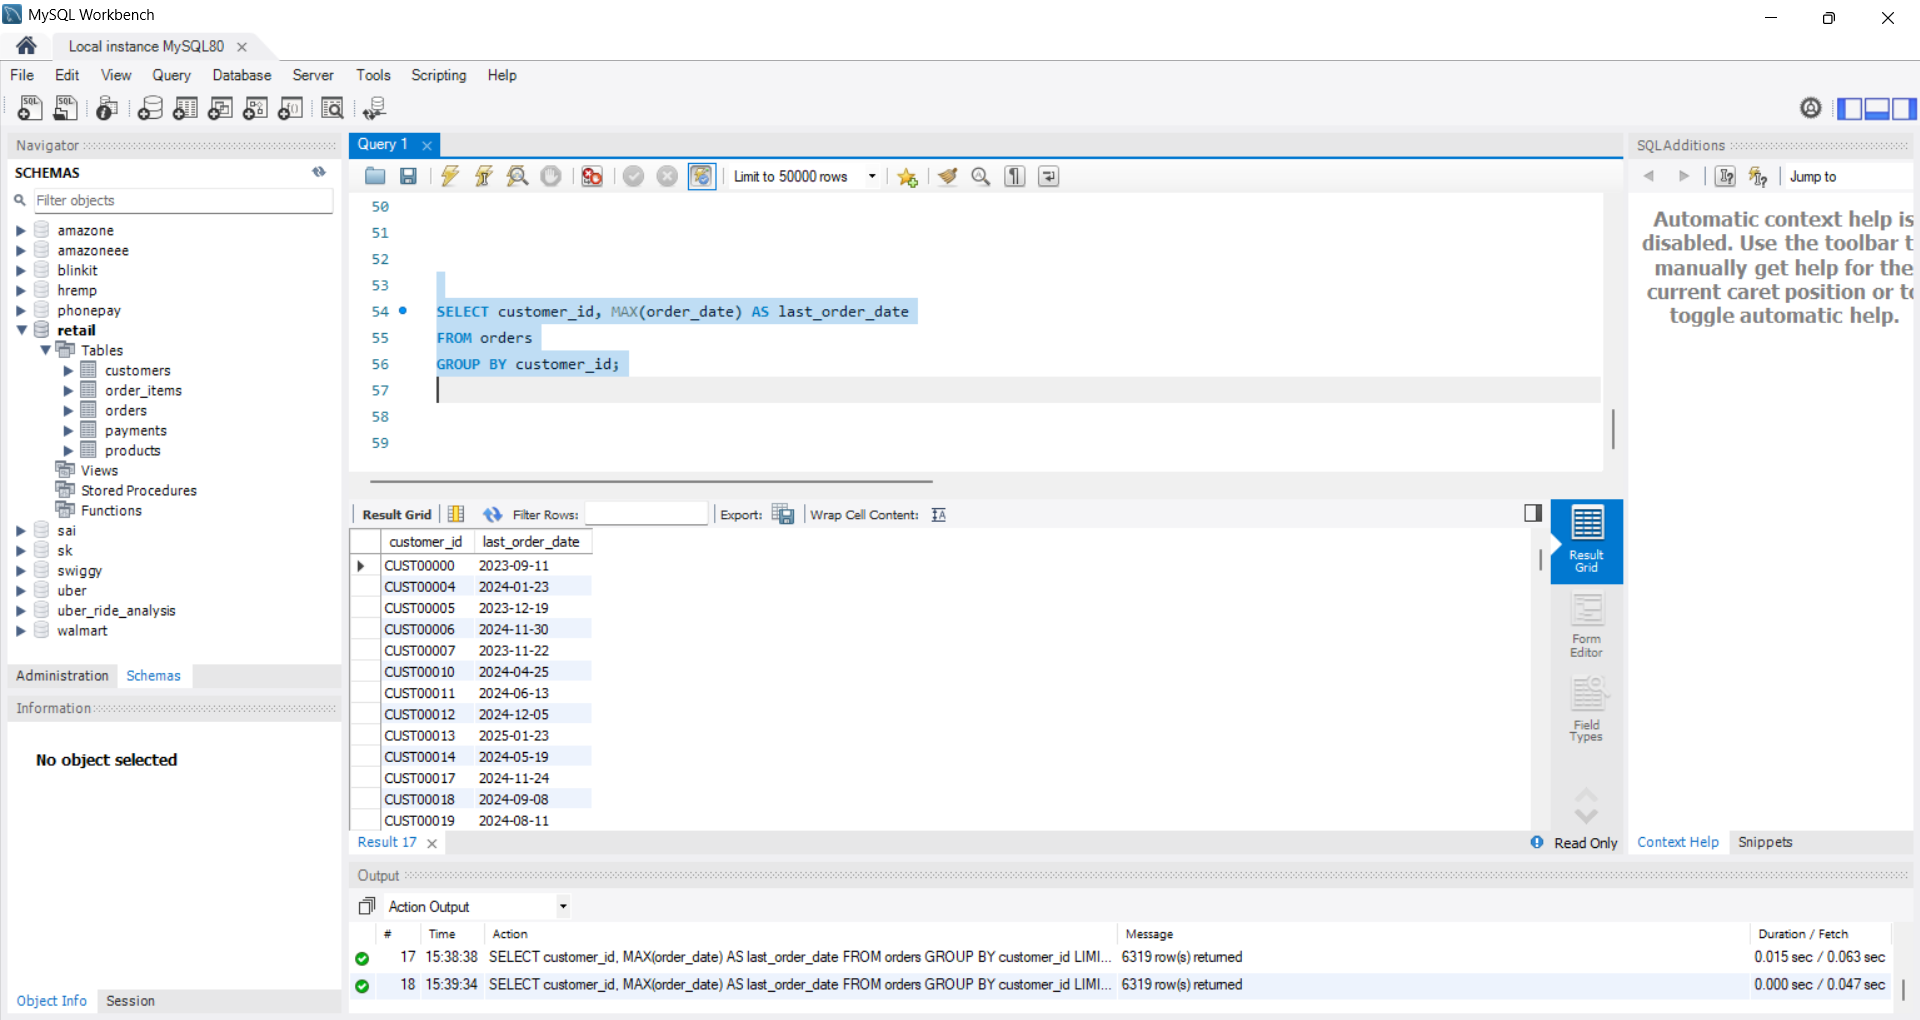 MySQL Workbench
Local instance MySQL80
File Edit View Query Database Server Tools Scripting Help
Navigator
SCHEMAS
Filter objects
amazone
amazoneee
blinkit
hremp
phonepay
retail
Tables
customers
order_items
orders
payments
products
Views
Stored Procedures
Functions
sai
sk
swiggy
uber
uber_ride_analysis
walmart
Administration Schemas
Information
No object selected
Object Info Session
Query 1
Limit to 50000 rows
50
51
52
53
54 SELECT customer_id, MAX(order_date) AS last_order_date
55 FROM orders
56 GROUP BY customer_id;
57
58
59
Result Grid Filter Rows: Export: Wrap Cell Content:
customer_id last_order_date
CUST00000 2023-09-11
CUST00004 2024-01-23
CUST00005 2023-12-19
CUST00006 2024-11-30
CUST00007 2023-11-22
CUST00010 2024-04-25
CUST00011 2024-06-13
CUST00012 2024-12-05
CUST00013 2025-01-23
CUST00014 2024-05-19
CUST00017 2024-11-24
CUST00018 2024-09-08
CUST00019 2024-08-11
Result
Grid
Form
Editor
Field
Types
Result 17
Read Only
SQLAdditions
Jump to
Automatic context help is
disabled. Use the toolbar t
manually get help for the
current caret position or to
toggle automatic help.
Context Help Snippets
Output
Action Output
# Time Action Message Duration / Fetch
17 15:38:38 SELECT customer_id, MAX(order_date) AS last_order_date FROM orders GROUP BY customer_id LIMI... 6319 row(s) returned 0.015 sec / 0.063 sec
18 15:39:34 SELECT customer_id, MAX(order_date) AS last_order_date FROM orders GROUP BY customer_id LIMI... 6319 row(s) returned 0.000 sec / 0.047 sec